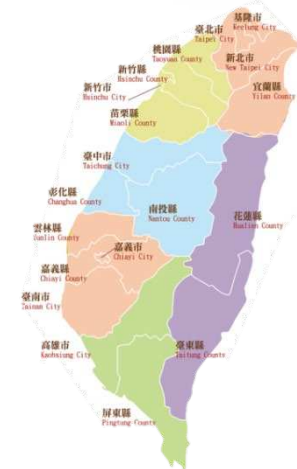 基隆市
Keelung City
臺北市
Taipei City
桃園縣
Taoyuan County
新北市
New Taipei City
新竹縣
Hsinchu County
宜蘭縣
Yilan County
新竹市
Hsinchu City
苗栗縣
Miaoli County
臺中市
Taichung City
彰化縣
Changhua County
南投縣
Nantou County
花蓮縣
Hualien County
雲林縣
Yunlin County
嘉義市
Chiayi City
嘉義縣
Chiayi County
臺南市
Tainan City
高雄市
Kaohsiung City
臺東縣
Taitung County
屏東縣
Pingtung County